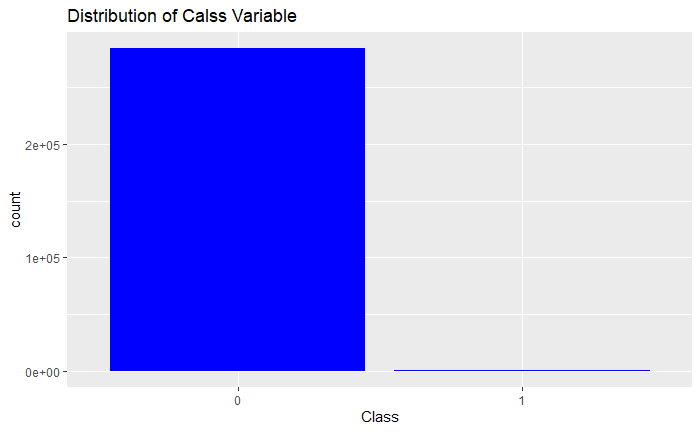 Distribution of Calss Variable
count
2e+05
1e+05
0e+00
0
1
Class